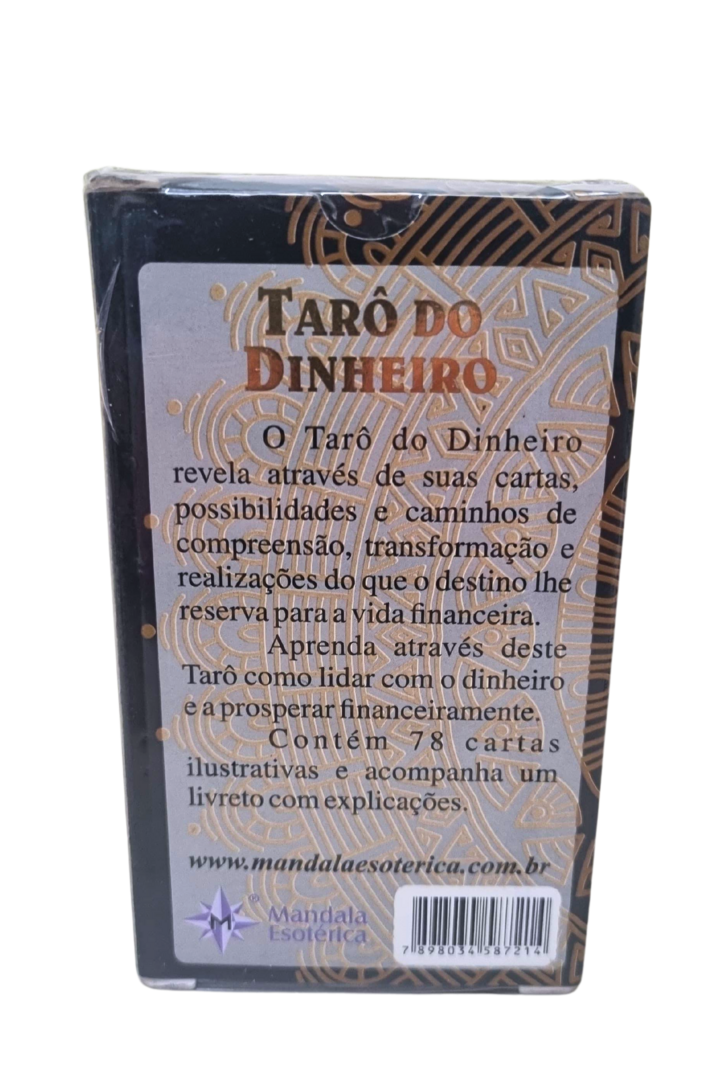 TARÔ DO
DINHEIRO
O Tarô do Dinheiro
revela através de suas cartas,
possibilidades e caminhos de
compreensão, transformação e
realizações do que o destino lhe
reserva para a vida financeira.
Aprenda através deste
Tarô como lidar com o dinheiro
e a prosperar financeiramente.
Contém 78 cartas
ilustrativas e acompanha um
livreto com explicações.
www.mandalaesoterica.com.br
M
®
Mandala
Esotérica
7 898034 587214